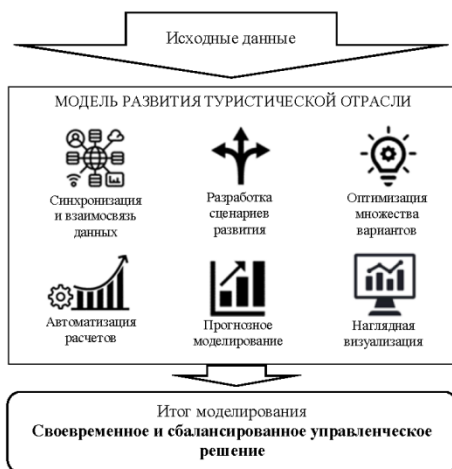 Исходные данные
МОДЕЛЬ РАЗВИТИЯ ТУРИСТИЧЕСКОЙ ОТРАСЛИ
Синхронизация
и взаимосвязь
данных
Разработка
сценариев
развития
Оптимизация
множества
вариантов
Автоматизация
расчетов
Прогнозное
моделирование
Наглядная
визуализация
Итог моделирования
Своевременное и сбалансированное управленческое
решение